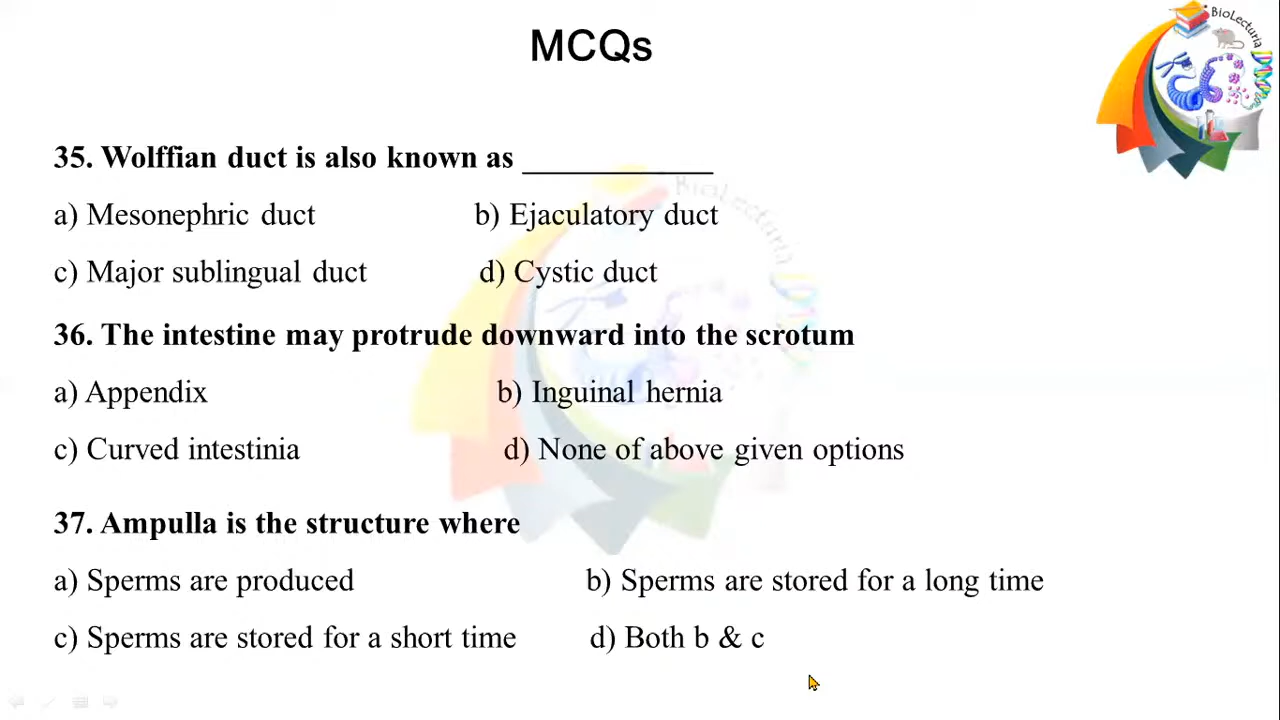 MCQs
BioLecturia
35. Wolffian duct is also known as ____________
a) Mesonephric duct b) Ejaculatory duct
c) Major sublingual duct d) Cystic duct
36. The intestine may protrude downward into the scrotum
a) Appendix b) Inguinal hernia
c) Curved intestinia d) None of above given options
37. Ampulla is the structure where
a) Sperms are produced b) Sperms are stored for a long time
c) Sperms are stored for a short time d) Both b & c